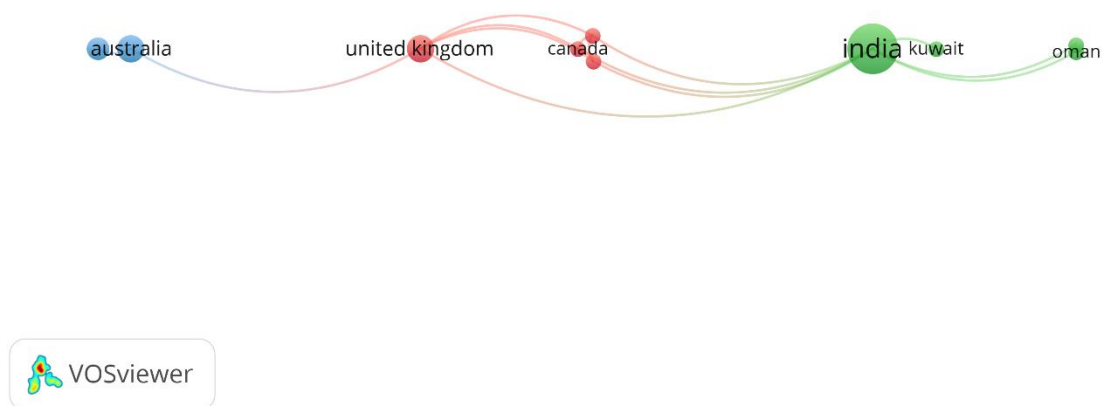 australia
united kingdom
canada
india
kuwait
oman
VOSviewer